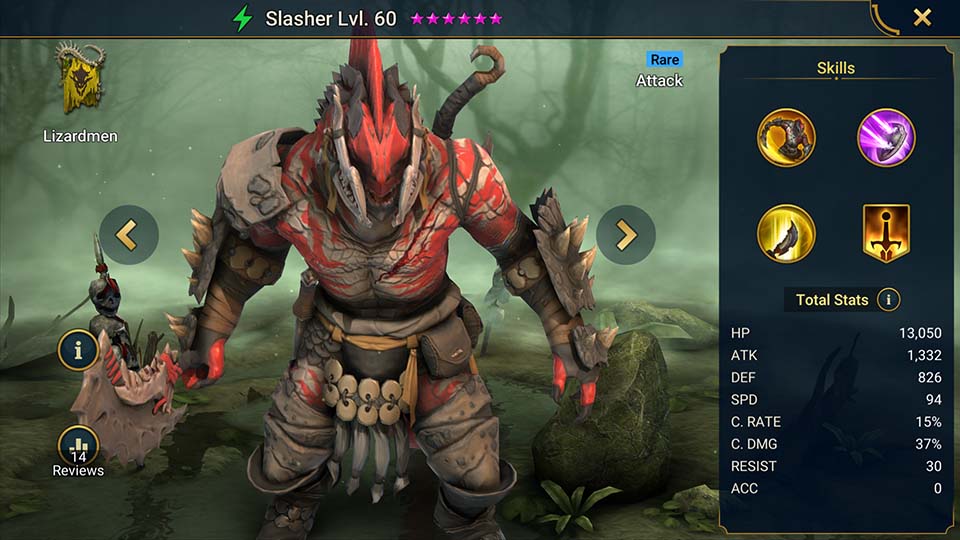 Slasher Lvl. 60
Lizardmen
Rare
Attack
14
Reviews
Skills
Total Stats
HP 13,050
ATK 1,332
DEF 826
SPD 94
C. RATE 15%
C. DMG 37%
RESIST 30
ACC 0